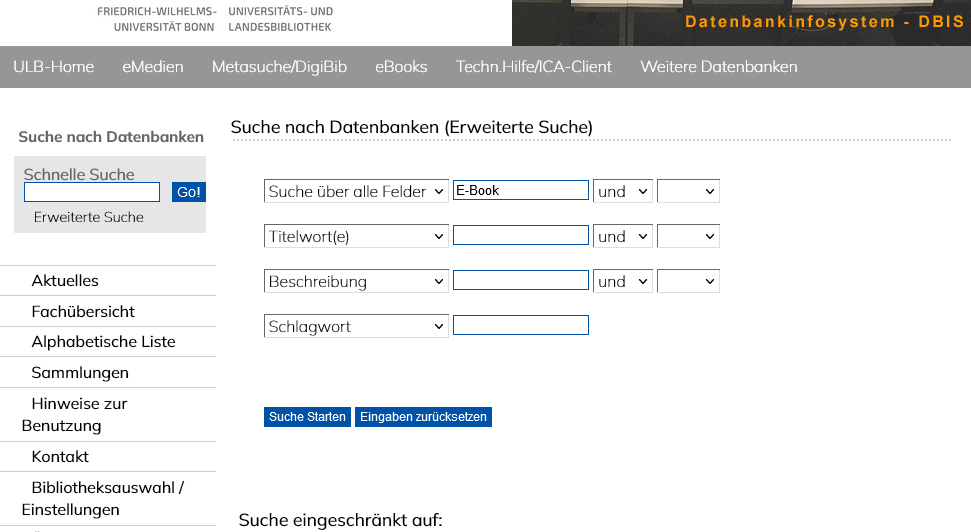 FRIEDRICH-WILHELMS- UNIVERSITÄTS- UND
UNIVERSITÄT BONN LANDESBIBLIOTHEK
Datenbankinfosystem - DBIS
ULB-Home eMedien Metasuche/DigiBib eBooks Techn.Hilfe/ICA-Client Weitere Datenbanken
Suche nach Datenbanken
Schnelle Suche
Go!
Erweiterte Suche
Aktuelles
Fachübersicht
Alphabetische Liste
Sammlungen
Hinweise zur
Benutzung
Kontakt
Bibliotheksauswahl /
Einstellungen
Suche nach Datenbanken (Erweiterte Suche)
Suche über alle Felder E-Book und
Titelwort(e) und
Beschreibung und
Schlagwort
Suche Starten Eingaben zurücksetzen
Suche eingeschränkt auf: